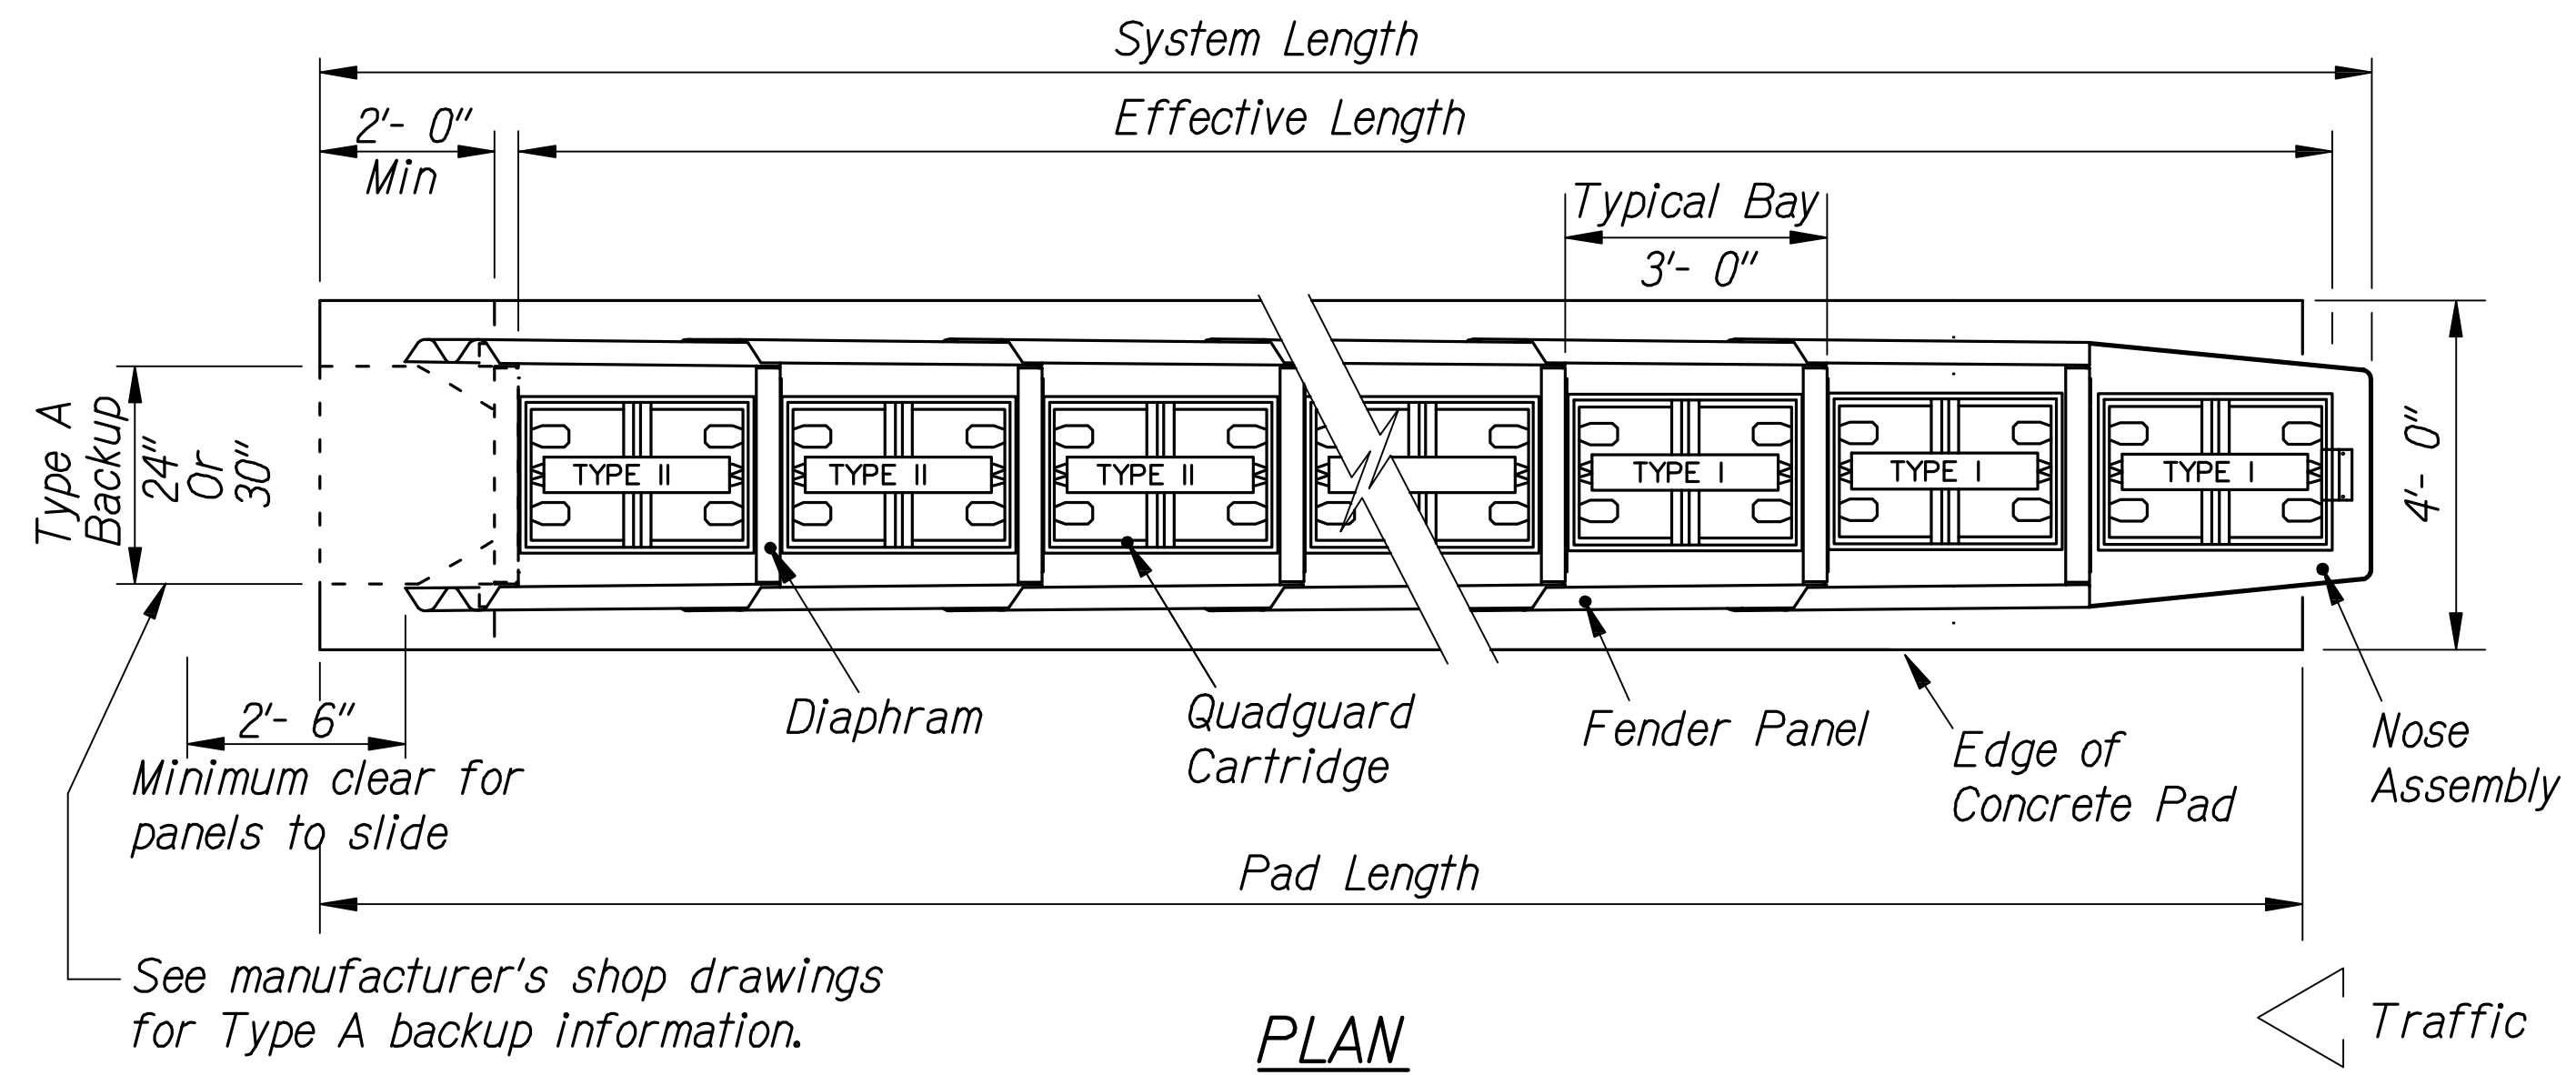 System Length
2'- 0"
Min
Effective Length
Typical Bay
3'- 0"
Type A
Backup
24"
Or
30"
TYPE II
TYPE II
TYPE II
TYPE I
TYPE I
TYPE I
4'- 0"
2'- 6"
Minimum clear for
panels to slide
Diaphram
Quadguard
Cartridge
Fender Panel
Edge of
Concrete Pad
Nose
Assembly
Pad Length
See manufacturer's shop drawings
for Type A backup information.
PLAN
Traffic